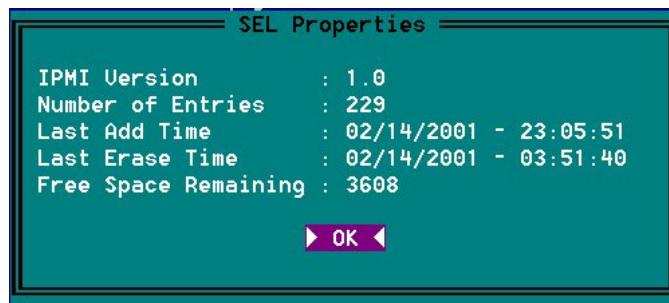 SEL Properties
IPMI Version : 1.0
Number of Entries : 229
Last Add Time : 02/14/2001 - 23:05:51
Last Erase Time : 02/14/2001 - 03:51:40
Free Space Remaining : 3608
OK